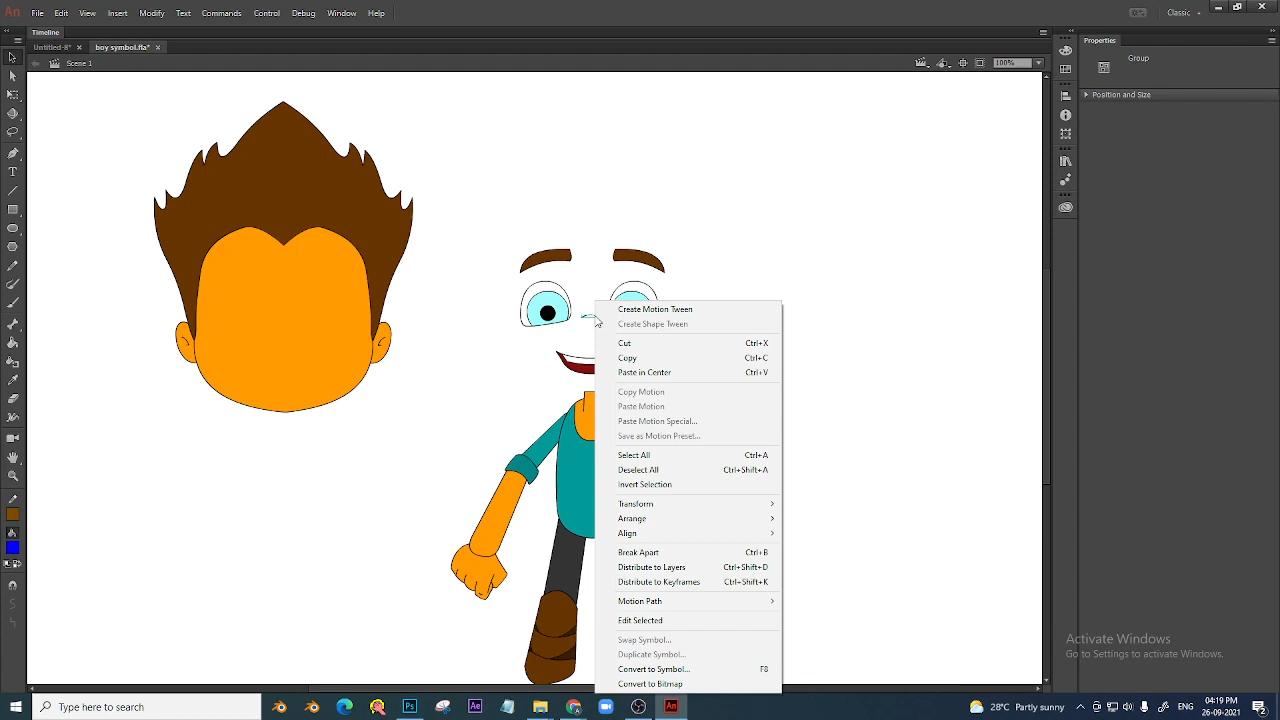 An File Edit View Insert Modify Text Commands Control Debug Window Help Classic
Timeline
Untitled-8* × boy symbol.fla* × Properties
Scene 1 100% Group
Position and Size
Create Motion Tween
Create Shape Tween
Cut Ctrl+X
Copy Ctrl+C
Paste in Center Ctrl+V
Copy Motion
Paste Motion
Paste Motion Special...
Save as Motion Preset...
Select All Ctrl+A
Deselect All Ctrl+Shift+A
Invert Selection
Transform
Arrange
Align
Break Apart Ctrl+B
Distribute to Layers Ctrl+Shift+D
Distribute to Keyframes Ctrl+Shift+K
Motion Path
Edit Selected
Swap Symbol...
Duplicate Symbol...
Convert to Symbol... F8
Convert to Bitmap
Activate Windows
Go to Settings to activate Windows.
Type here to search Ps Ae An 28°C Partly sunny ENG 04:19 PM
26-09-2021